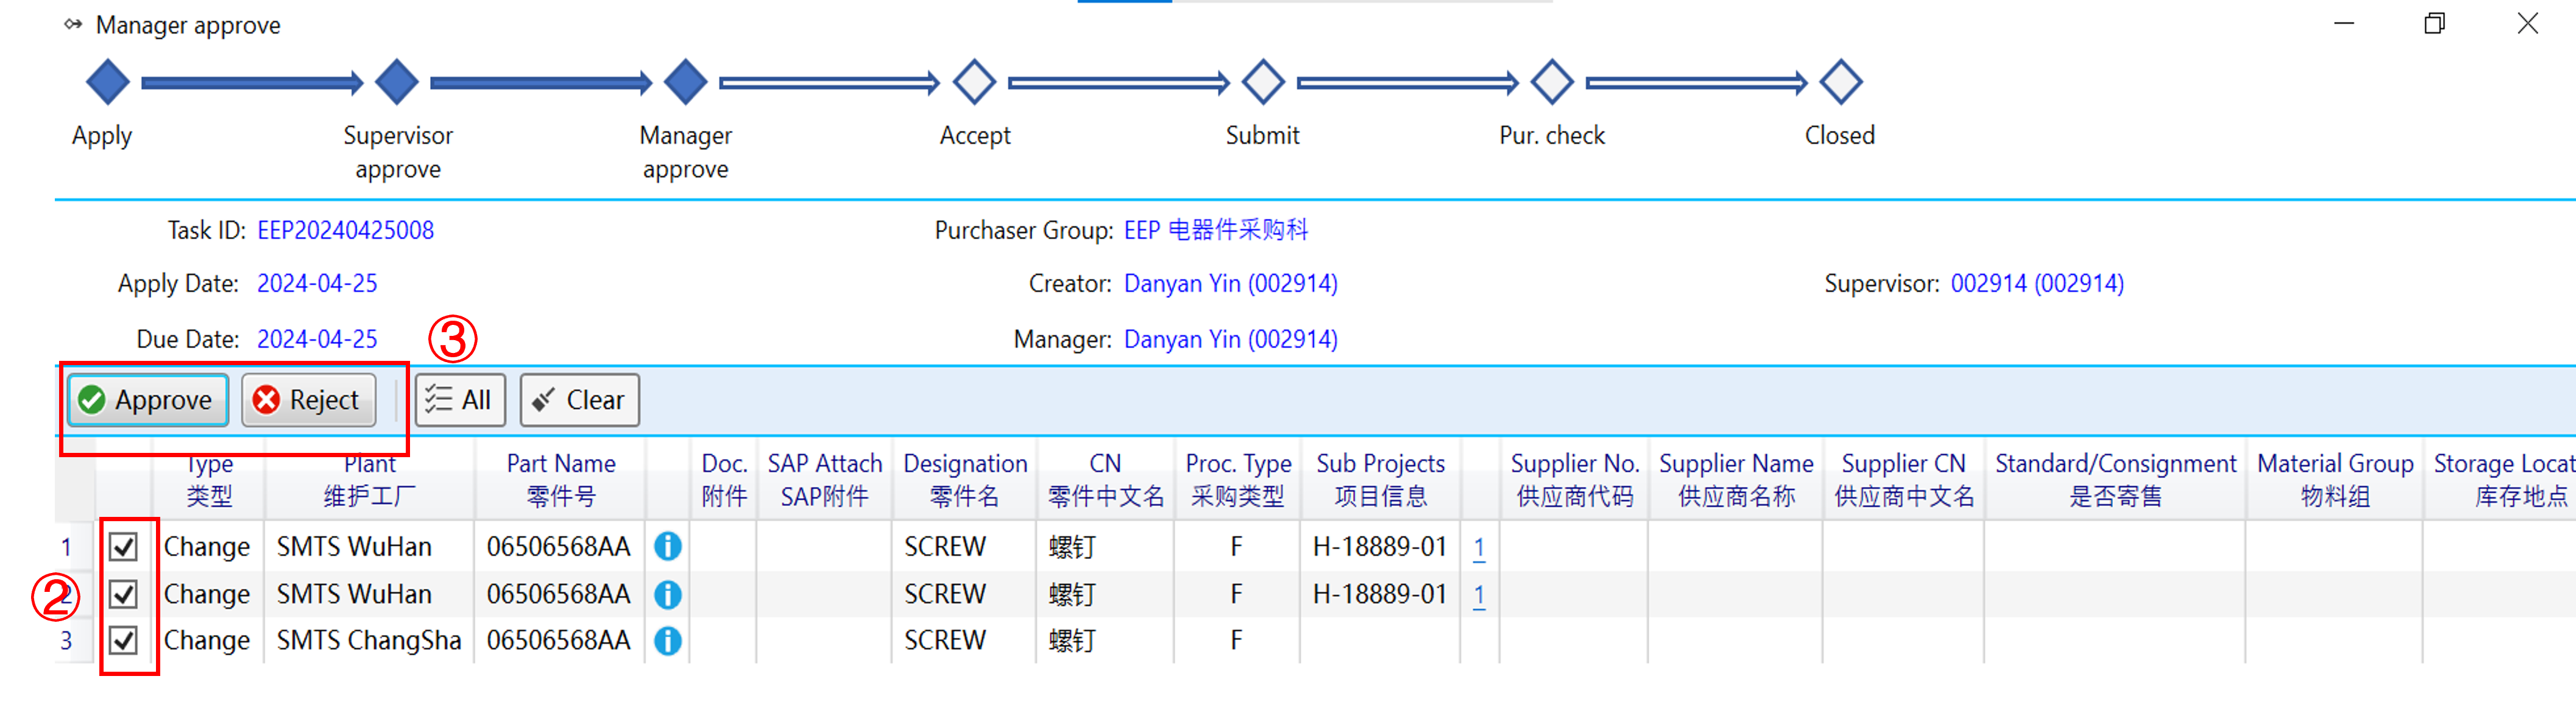 Manager approve
Apply
Supervisor
approve
Manager
approve
Accept
Submit
Pur. check
Closed
Task ID: EEP20240425008
Purchaser Group: EEP 电器件采购科
Apply Date: 2024-04-25
Creator: Danyan Yin (002914)
Supervisor: 002914 (002914)
Due Date: 2024-04-25
③
Manager: Danyan Yin (002914)
Approve Reject All Clear
Type Plant Part Name Doc. SAP Attach Designation CN Proc. Type Sub Projects Supplier No. Supplier Name Supplier CN Standard/Consignment Material Group Storage Locat
类型 维护工厂 零件号 附件 SAP附件 零件名 零件中文名 采购类型 项目信息 供应商代码 供应商名称 供应商中文名 是否寄售 物料组 库存地点
1 Change SMTS WuHan 06506568AA SCREW 螺钉 F H-18889-01 1
② 2 Change SMTS WuHan 06506568AA SCREW 螺钉 F H-18889-01 1
3 Change SMTS ChangSha 06506568AA SCREW 螺钉 F